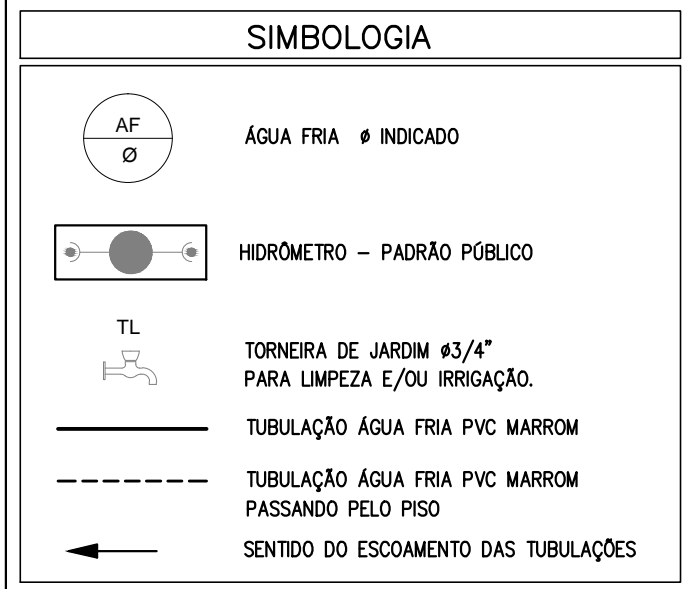 SIMBOLOGIA
AF
Ø
ÁGUA FRIA ø INDICADO
HIDRÔMETRO – PADRÃO PÚBLICO
TL
TORNEIRA DE JARDIM ø3/4"
PARA LIMPEZA E/OU IRRIGAÇÃO.
TUBULAÇÃO ÁGUA FRIA PVC MARROM
TUBULAÇÃO ÁGUA FRIA PVC MARROM
PASSANDO PELO PISO
SENTIDO DO ESCOAMENTO DAS TUBULAÇÕES